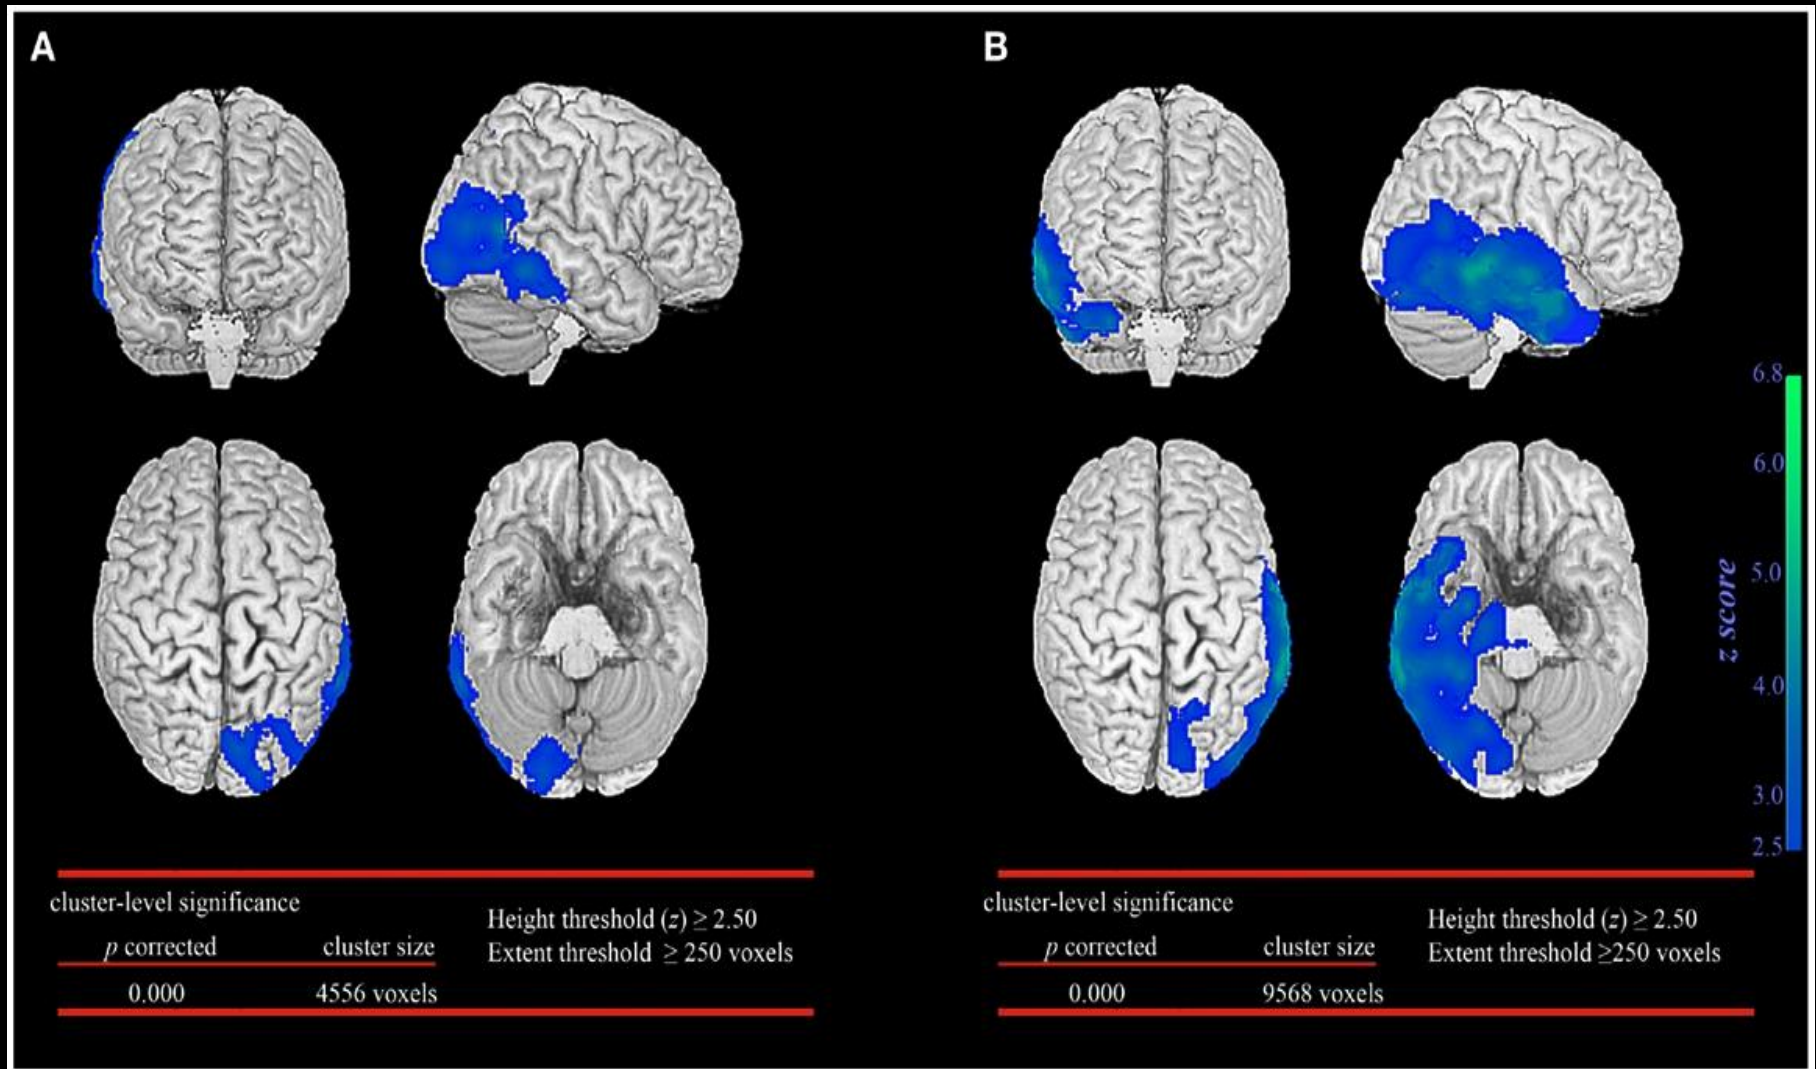 A
B
6.8
6.0
5.0
4.0
3.0
2.5
z score
cluster-level significance
p corrected cluster size
0.000 4556 voxels
Height threshold (z) ≥ 2.50
Extent threshold ≥ 250 voxels
cluster-level significance
p corrected cluster size
0.000 9568 voxels
Height threshold (z) ≥ 2.50
Extent threshold ≥250 voxels